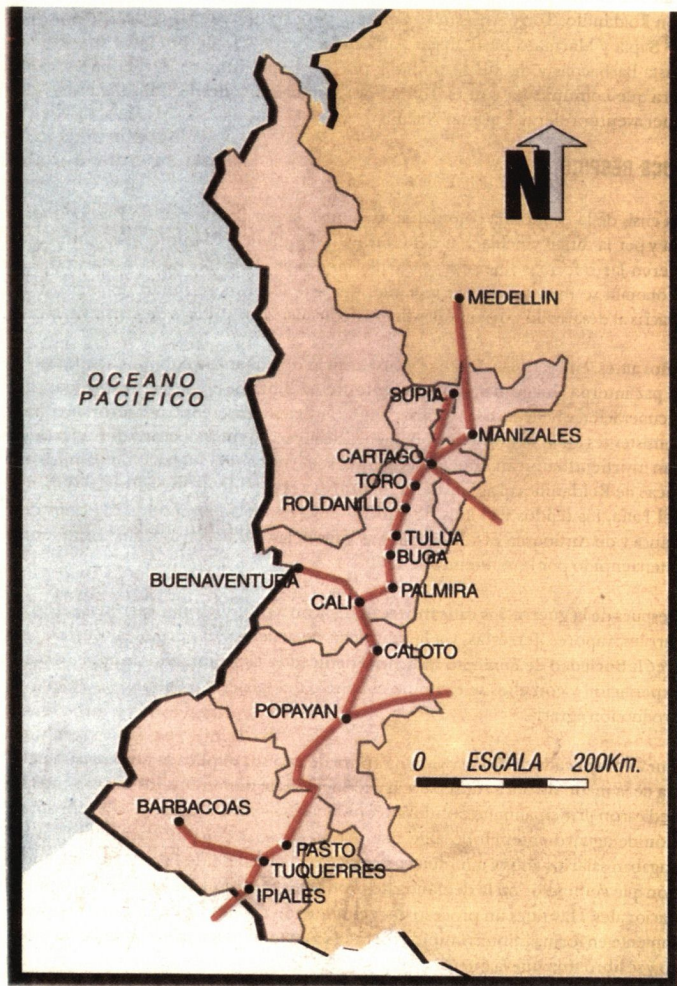 N
MEDELLIN
OCEANO
PACIFICO
SUPIA
MANIZALES
CARTAGO
TORO
ROLDANILLO
TULUA
BUGA
BUENAVENTURA
PALMIRA
CALI
CALOTO
POPAYAN
0 ESCALA 200Km.
BARBACOAS
PASTO
TUQUERRES
IPIALES